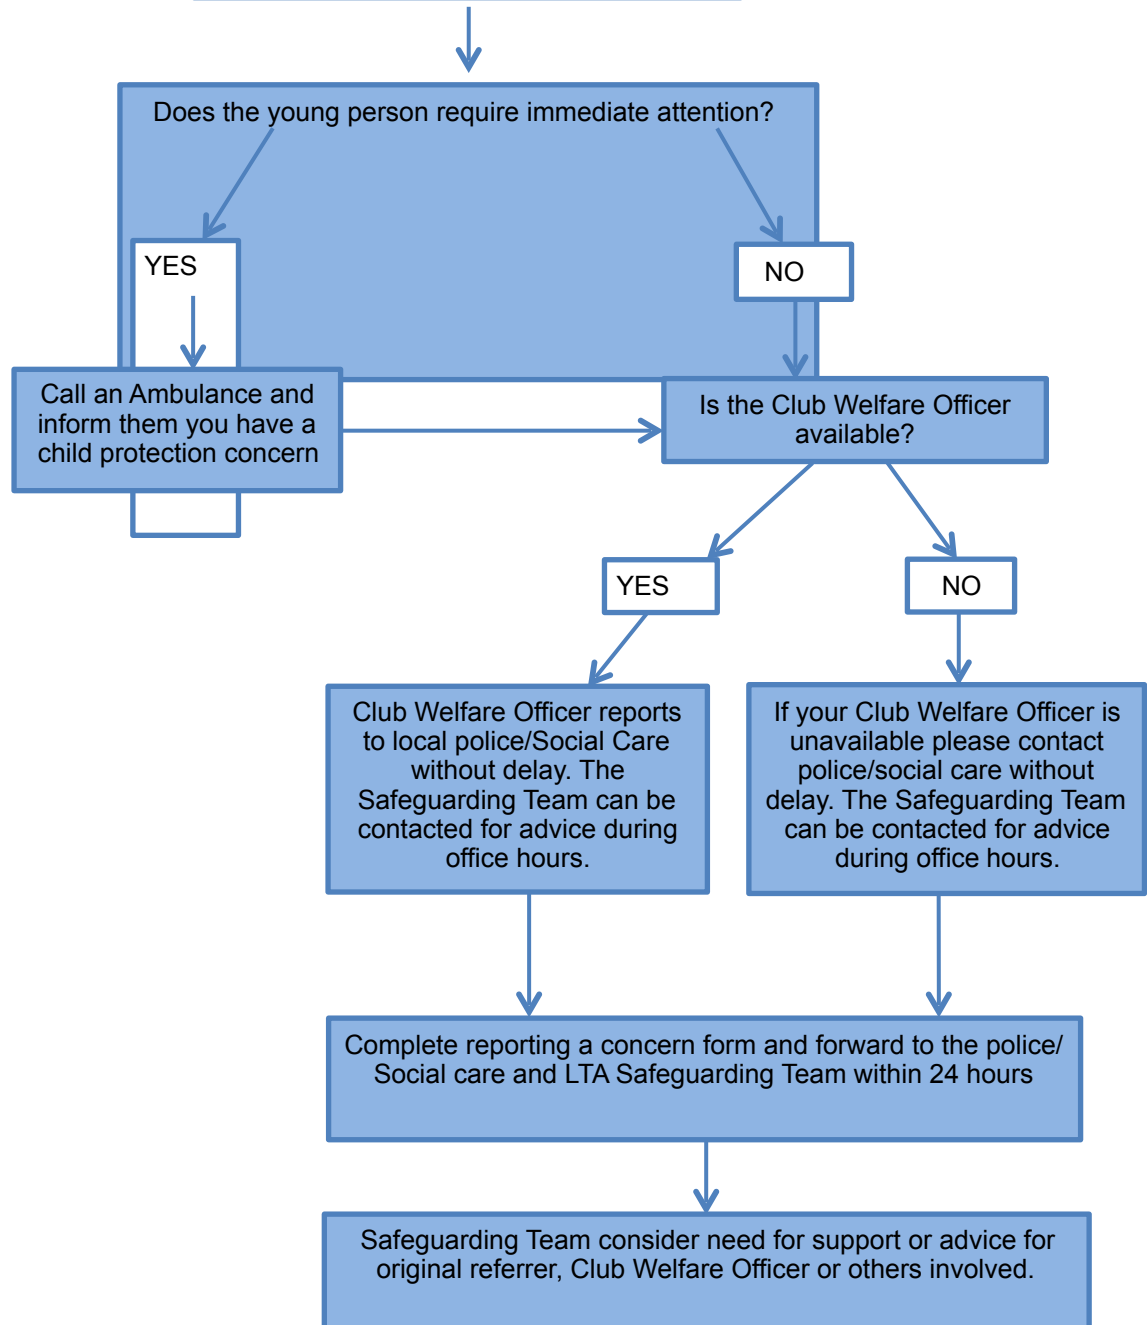 Does the young person require immediate attention?
YES
NO
Call an Ambulance and
inform them you have a
child protection concern
Is the Club Welfare Officer
available?
YES
NO
Club Welfare Officer reports
to local police/Social Care
without delay. The
Safeguarding Team can be
contacted for advice during
office hours.
If your Club Welfare Officer is
unavailable please contact
police/social care without
delay. The Safeguarding Team
can be contacted for advice
during office hours.
Complete reporting a concern form and forward to the police/
Social care and LTA Safeguarding Team within 24 hours
Safeguarding Team consider need for support or advice for
original referrer, Club Welfare Officer or others involved.